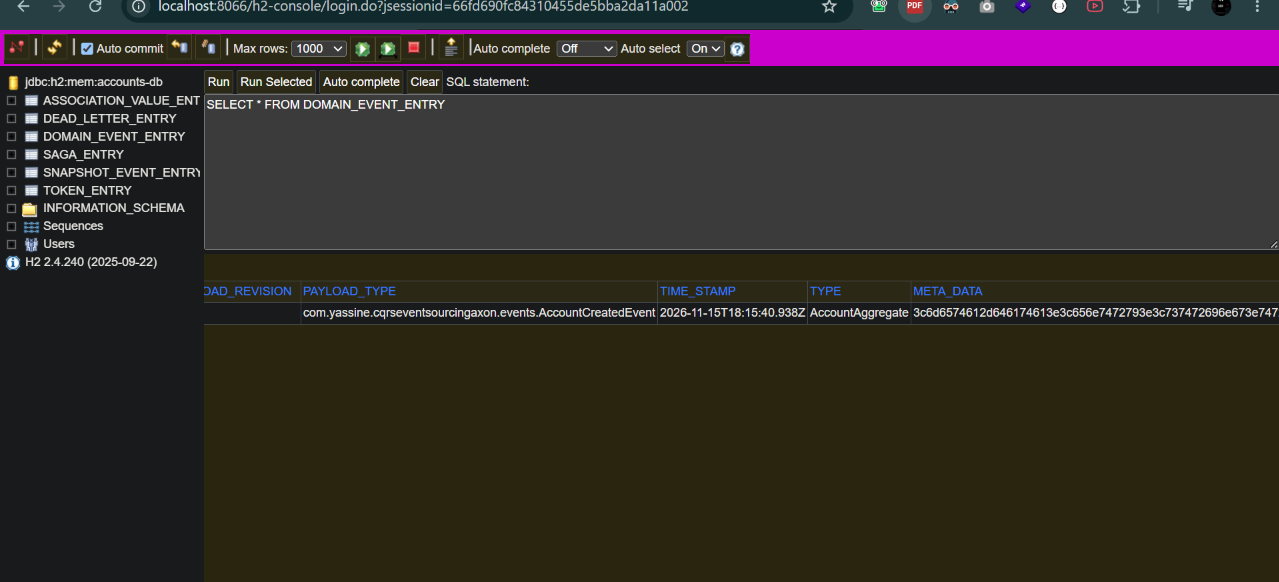 localhost:8066/h2-console/login.do?jsessionid=66fd690fc84310455de5bba2da11a002
PDF
Auto commit Max rows: 1000 Auto complete Off Auto select On
jdbc:h2:mem:accounts-db
ASSOCIATION_VALUE_ENT
DEAD_LETTER_ENTRY
DOMAIN_EVENT_ENTRY
SAGA_ENTRY
SNAPSHOT_EVENT_ENTRY
TOKEN_ENTRY
INFORMATION_SCHEMA
Sequences
Users
H2 2.4.240 (2025-09-22)
Run Run Selected Auto complete Clear SQL statement:
SELECT * FROM DOMAIN_EVENT_ENTRY
OAD_REVISION PAYLOAD_TYPE TIME_STAMP TYPE META_DATA
com.yassine.cqrseventsourcingaxon.events.AccountCreatedEvent 2026-11-15T18:15:40.938Z AccountAggregate 3c6d6574612d646174613e3c656e7472793e3c737472696e673e747